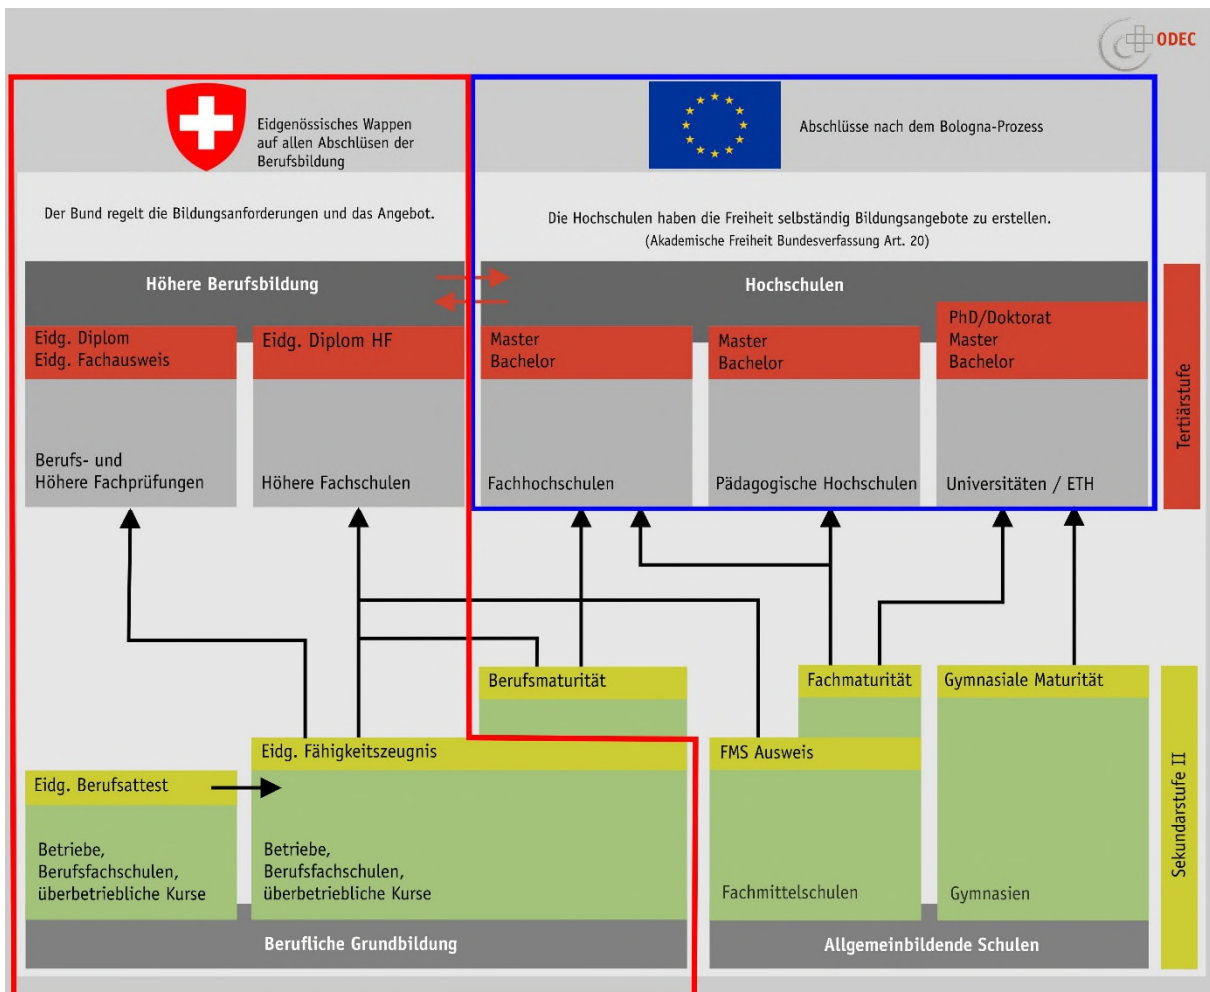 ODEC
Eidgenössisches Wappen
auf allen Abschlüsen der
Berufsbildung
Abschlüsse nach dem Bologna-Prozess
Der Bund regelt die Bildungsanforderungen und das Angebot.
Die Hochschulen haben die Freiheit selbständig Bildungsangebote zu erstellen.
(Akademische Freiheit Bundesverfassung Art. 20)
Höhere Berufsbildung
Hochschulen
Eidg. Diplom
Eidg. Fachausweis
Eidg. Diplom HF
Master
Bachelor
Master
Bachelor
PhD/Doktorat
Master
Bachelor
Tertiärstufe
Berufs- und
Höhere Fachprüfungen
Höhere Fachschulen
Fachhochschulen
Pädagogische Hochschulen
Universitäten / ETH
Berufsmaturität
Fachmaturität
Gymnasiale Maturität
Eidg. Fähigkeitszeugnis
FMS Ausweis
Eidg. Berufsattest
Sekundarstufe II
Betriebe,
Berufsfachschulen,
überbetriebliche Kurse
Betriebe,
Berufsfachschulen,
überbetriebliche Kurse
Fachmittelschulen
Gymnasien
Berufliche Grundbildung
Allgemeinbildende Schulen